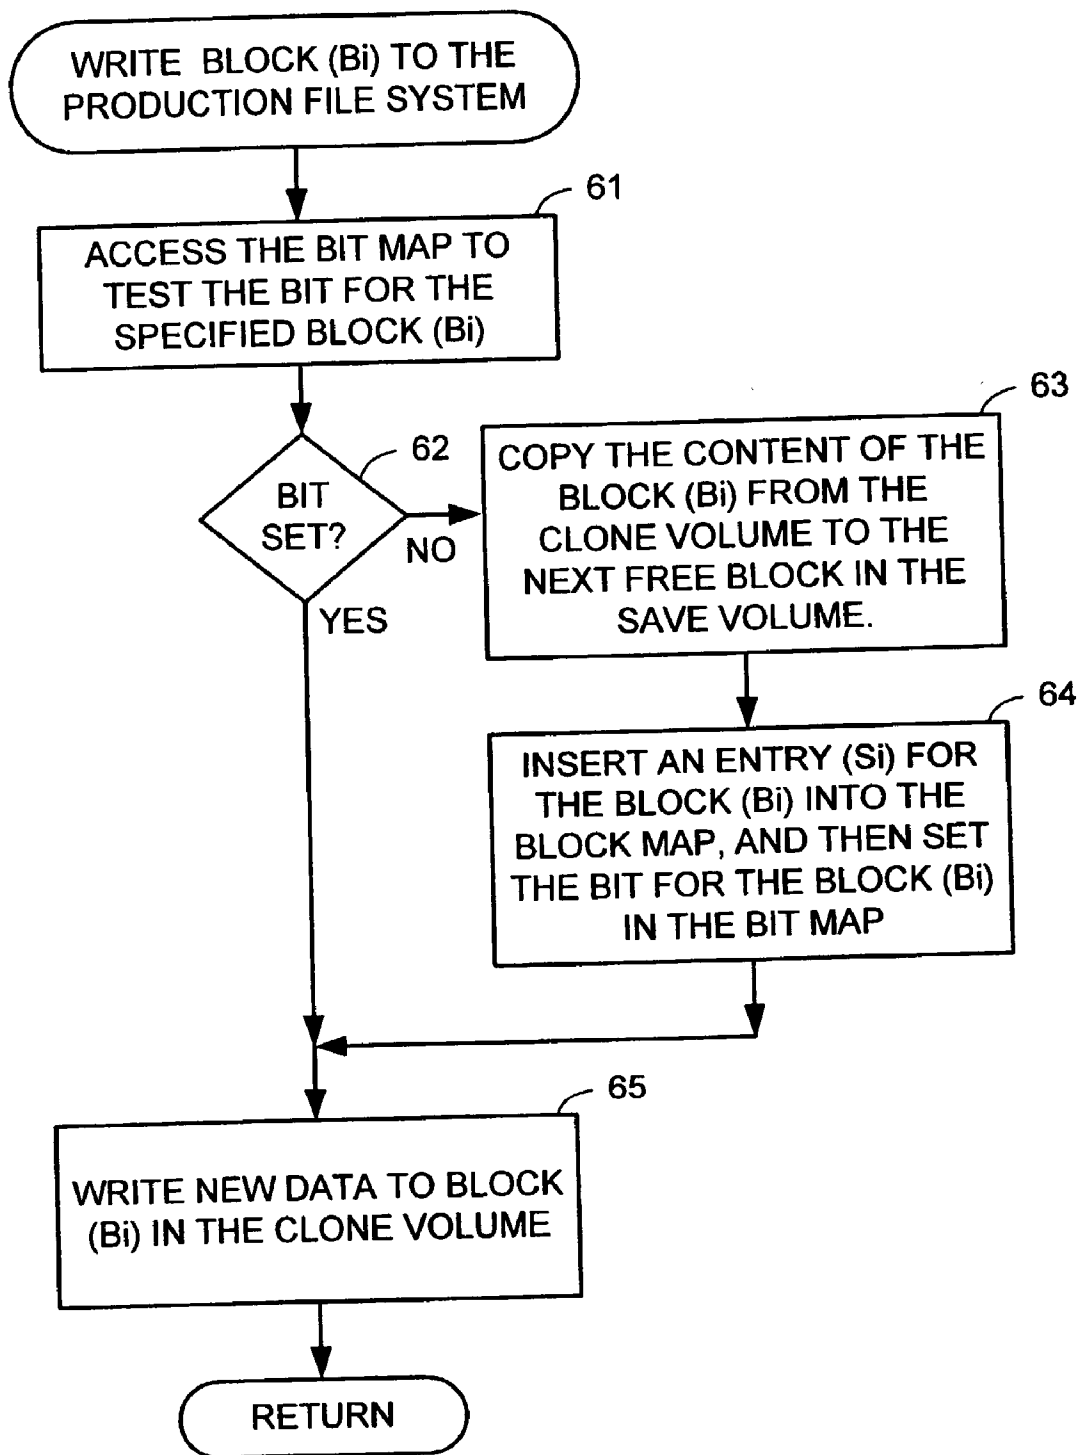 WRITE BLOCK (Bi) TO THE
PRODUCTION FILE SYSTEM
61
ACCESS THE BIT MAP TO
TEST THE BIT FOR THE
SPECIFIED BLOCK (Bi)
62
BIT
SET?
NO
YES
63
COPY THE CONTENT OF THE
BLOCK (Bi) FROM THE
CLONE VOLUME TO THE
NEXT FREE BLOCK IN THE
SAVE VOLUME.
64
INSERT AN ENTRY (Si) FOR
THE BLOCK (Bi) INTO THE
BLOCK MAP, AND THEN SET
THE BIT FOR THE BLOCK (Bi)
IN THE BIT MAP
65
WRITE NEW DATA TO BLOCK
(Bi) IN THE CLONE VOLUME
RETURN